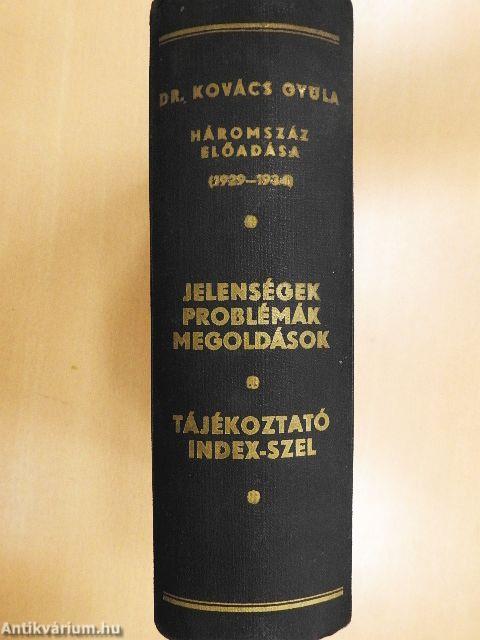 DR. KOVÁCS GYULA
HÁROMSZÁZ
ELŐADÁSA
(1929—1934)
JELENSÉGEK
PROBLÉMÁK
MEGOLDÁSOK
TÁJÉKOZTATÓ
INDEX-SZEL
Antikvárium.hu